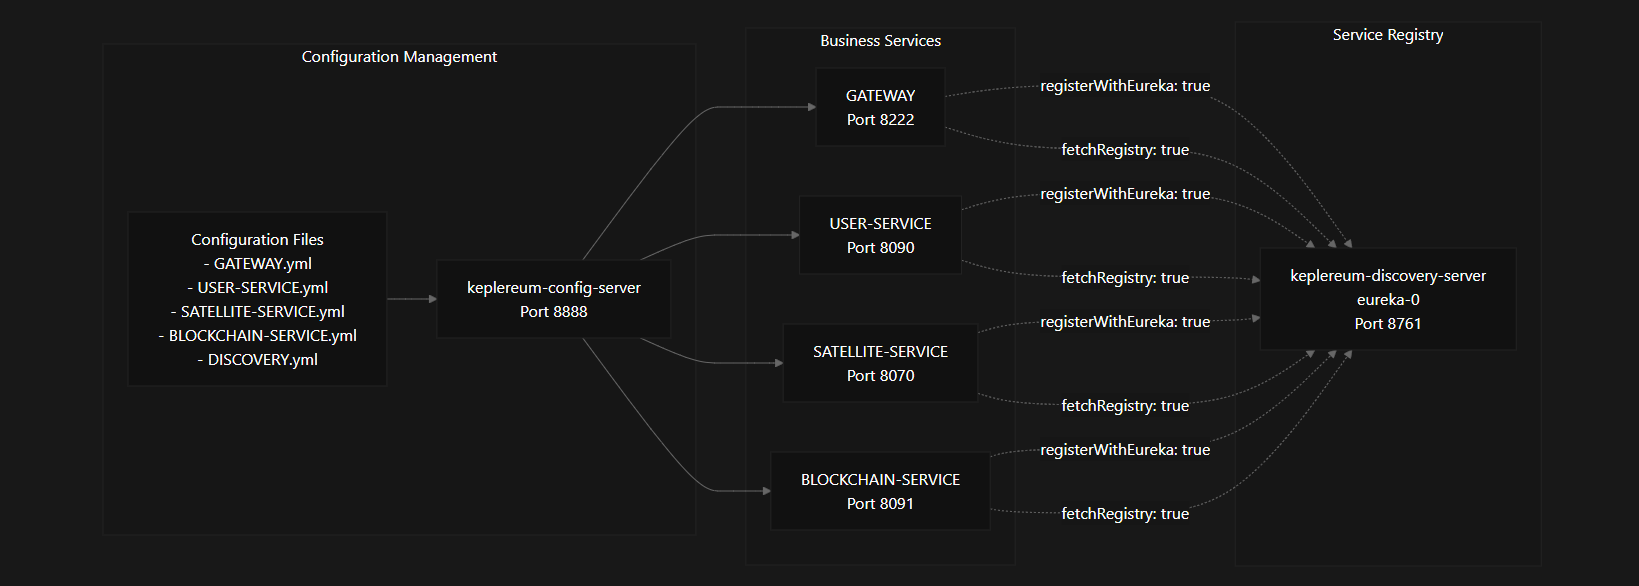 Configuration Management
Configuration Files
- GATEWAY.yml
- USER-SERVICE.yml
- SATELLITE-SERVICE.yml
- BLOCKCHAIN-SERVICE.yml
- DISCOVERY.yml
keplereum-config-server
Port 8888
Business Services
GATEWAY
Port 8222
USER-SERVICE
Port 8090
SATELLITE-SERVICE
Port 8070
BLOCKCHAIN-SERVICE
Port 8091
registerWithEureka: true
fetchRegistry: true
registerWithEureka: true
fetchRegistry: true
registerWithEureka: true
fetchRegistry: true
registerWithEureka: true
fetchRegistry: true
Service Registry
keplereum-discovery-server
eureka-0
Port 8761